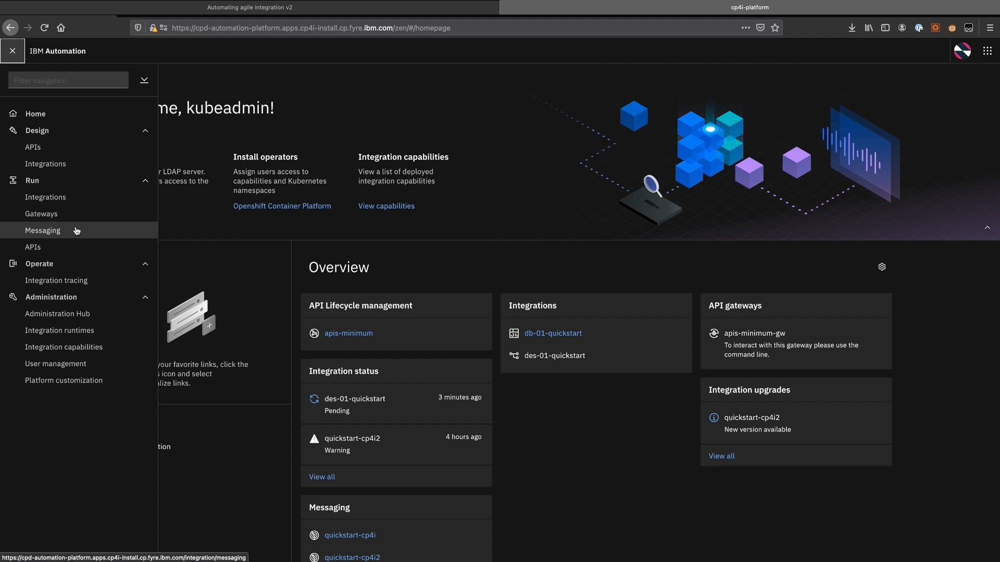 Automating agile integration v2
cp4i-platform
https://cpd-automation-platform.apps.cp4i-install.cp.fyre.ibm.com/zen/#/homepage
IBM Automation
Filter navigation
Home
Design
APIs
Integrations
Run
Integrations
Gateways
Messaging
APIs
Operate
Integration tracing
Administration
Administration Hub
Integration runtimes
Integration capabilities
User management
Platform customization
me, kubeadmin!
r LDAP server.
s access to the
Install operators
Assign users access to
capabilities and Kubernetes
namespaces
Openshift Container Platform
Integration capabilities
View a list of deployed
integration capabilities
View capabilities
your favorite links, click the
s icon and select
lize links.
tion
Overview
API Lifecycle management
apis-minimum
Integration status
des-01-quickstart
3 minutes ago
Pending
quickstart-cp4i2
4 hours ago
Warning
View all
Messaging
quickstart-cp4i
quickstart-cp4i2
Integrations
db-01-quickstart
des-01-quickstart
API gateways
apis-minimum-gw
To interact with this gateway please use the
command line.
Integration upgrades
quickstart-cp4i2
New version available
View all
https://cpd-automation-platform.apps.cp4i-install.cp.fyre.ibm.com/integration/messaging